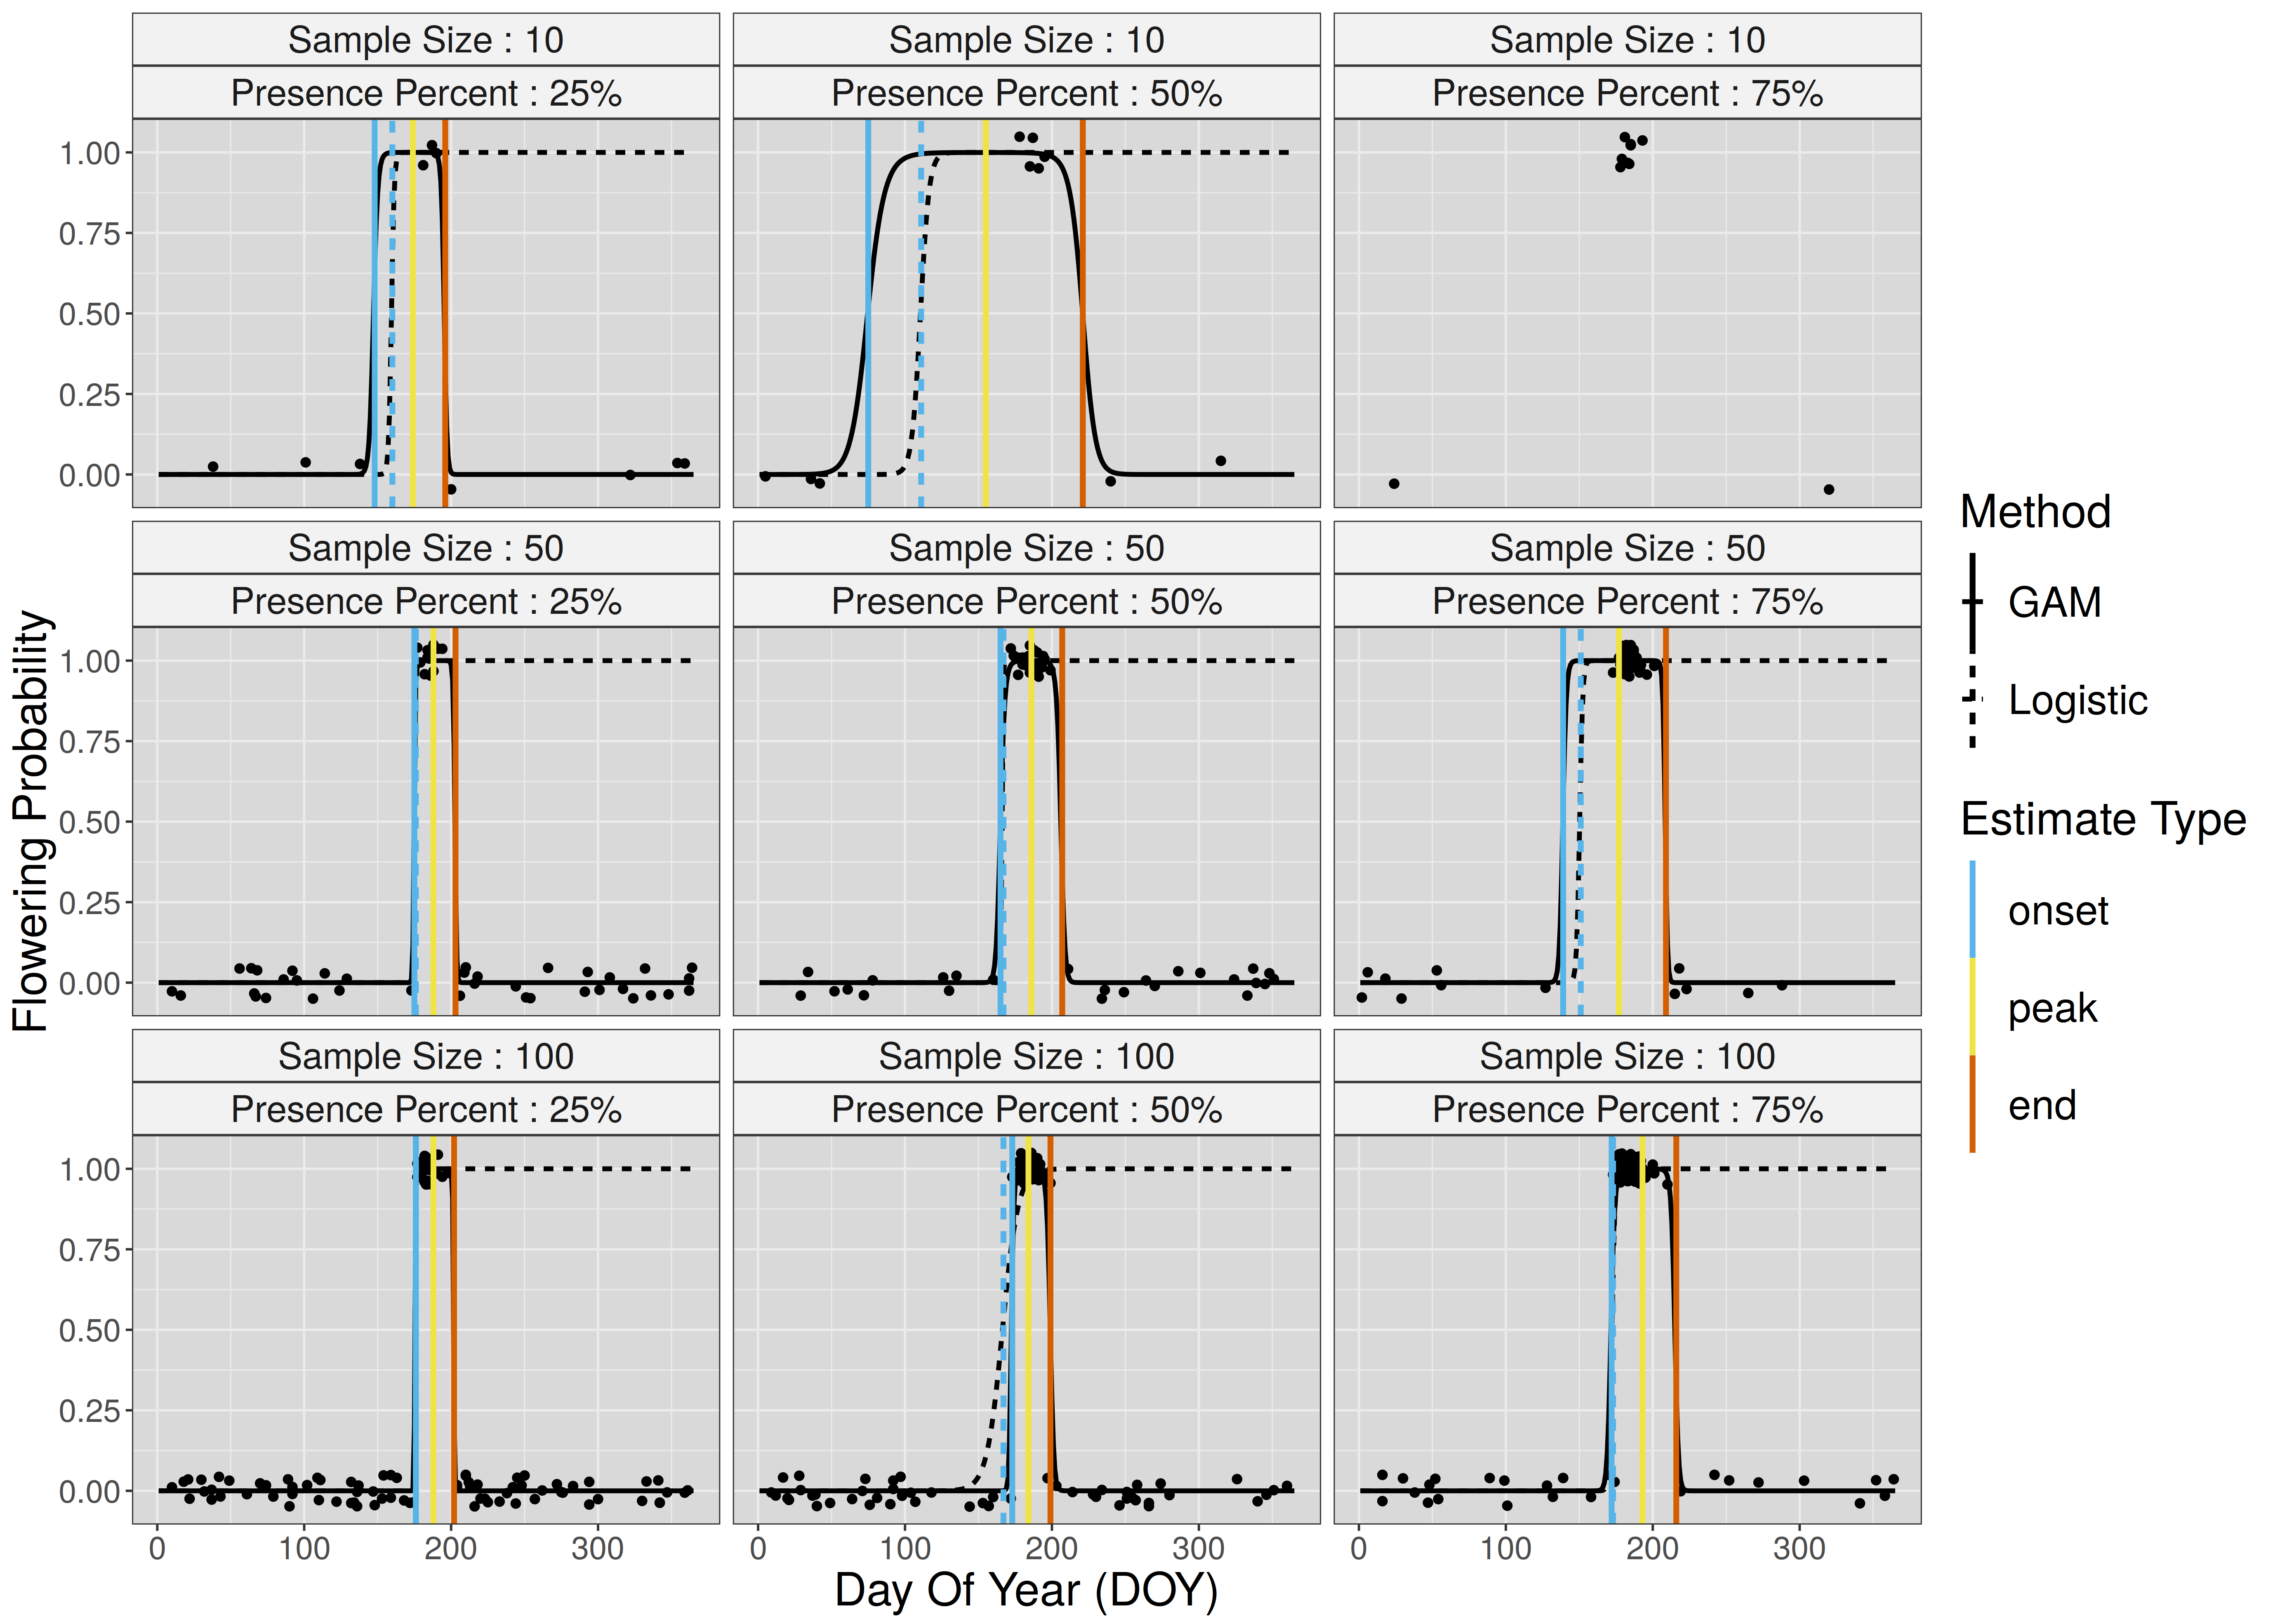 Sample Size : 10
Sample Size : 10
Sample Size : 10
Presence Percent : 25%
Presence Percent : 50%
Presence Percent : 75%
1.00
0.75
0.50
0.25
0.00
Sample Size : 50
Sample Size : 50
Sample Size : 50
Presence Percent : 25%
Presence Percent : 50%
Presence Percent : 75%
1.00
0.75
0.50
0.25
0.00
Sample Size : 100
Sample Size : 100
Sample Size : 100
Presence Percent : 25%
Presence Percent : 50%
Presence Percent : 75%
1.00
0.75
0.50
0.25
0.00
0 100 200 300
0 100 200 300
0 100 200 300
Day Of Year (DOY)
Flowering Probability
Method
GAM
Logistic
Estimate Type
onset
peak
end